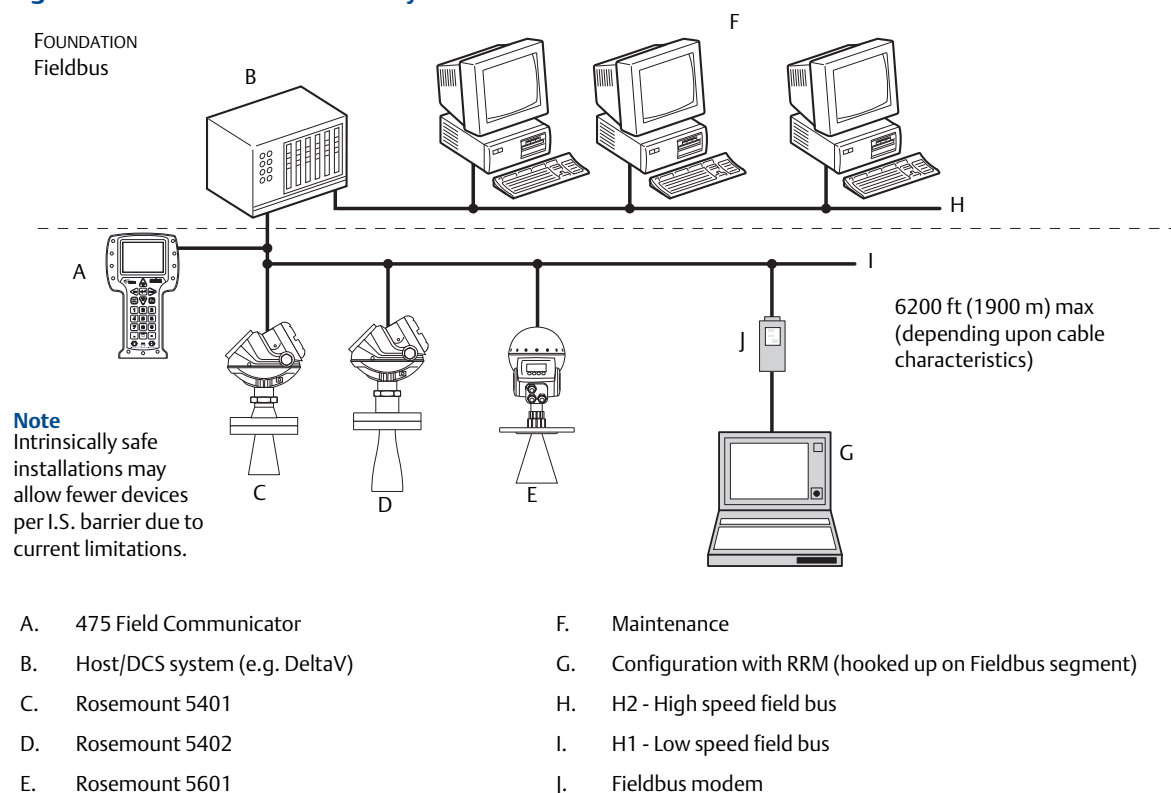 FOUNDATION
Fieldbus
B
F
H
A
I
J
6200 ft (1900 m) max
(depending upon cable
characteristics)
Note
Intrinsically safe
installations may
allow fewer devices
per I.S. barrier due to
current limitations.
C
D
E
G
A. 475 Field Communicator
B. Host/DCS system (e.g. DeltaV)
C. Rosemount 5401
D. Rosemount 5402
E. Rosemount 5601
F. Maintenance
G. Configuration with RRM (hooked up on Fieldbus segment)
H. H2 - High speed field bus
I. H1 - Low speed field bus
J. Fieldbus modem